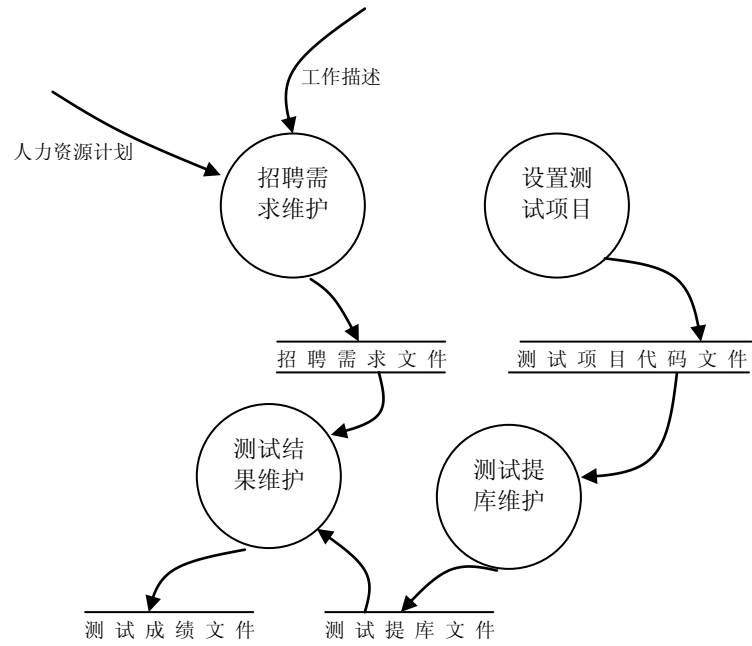 工作描述
人力资源计划
招聘需
求维护
设置测
试项目
招聘需求文件
测试项目代码文件
测试结
果维护
测试提
库维护
测试成绩文件
测试提库文件